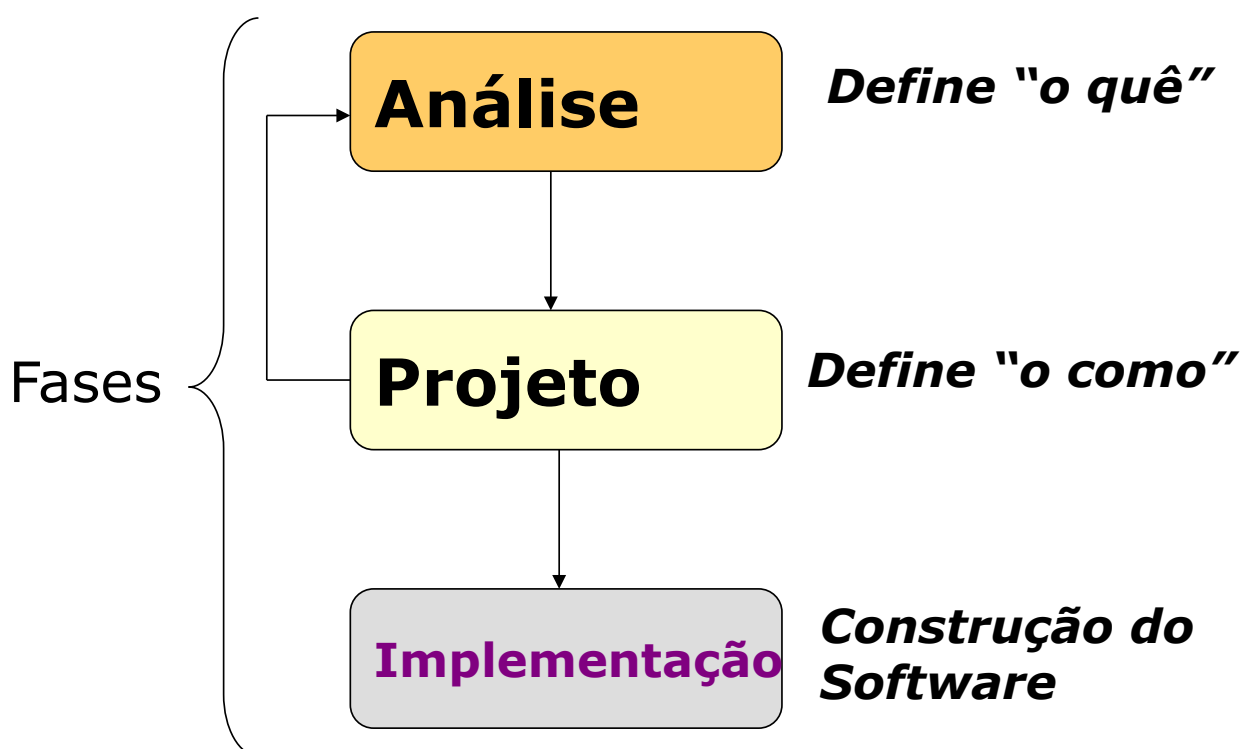 Análise
Define “o quê”
Fases
Projeto
Define “o como”
Implementação
Construção do
Software